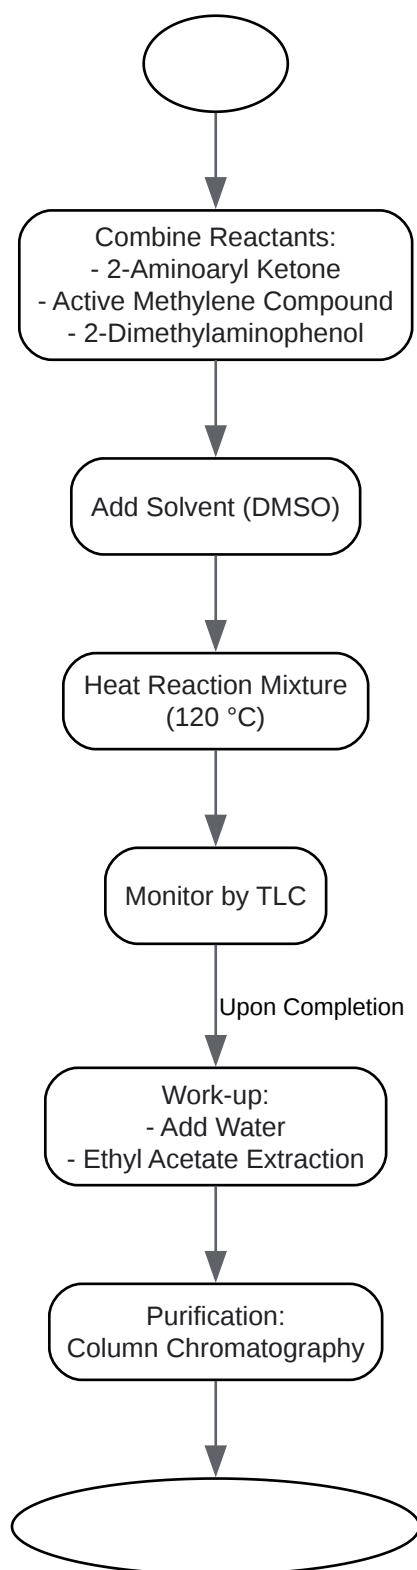 Combine Reactants:
- 2-Aminoaryl Ketone
- Active Methylene Compound
- 2-Dimethylaminophenol
Add Solvent (DMSO)
Heat Reaction Mixture
(120 °C)
Monitor by TLC
Upon Completion
Work-up:
- Add Water
- Ethyl Acetate Extraction
Purification:
Column Chromatography